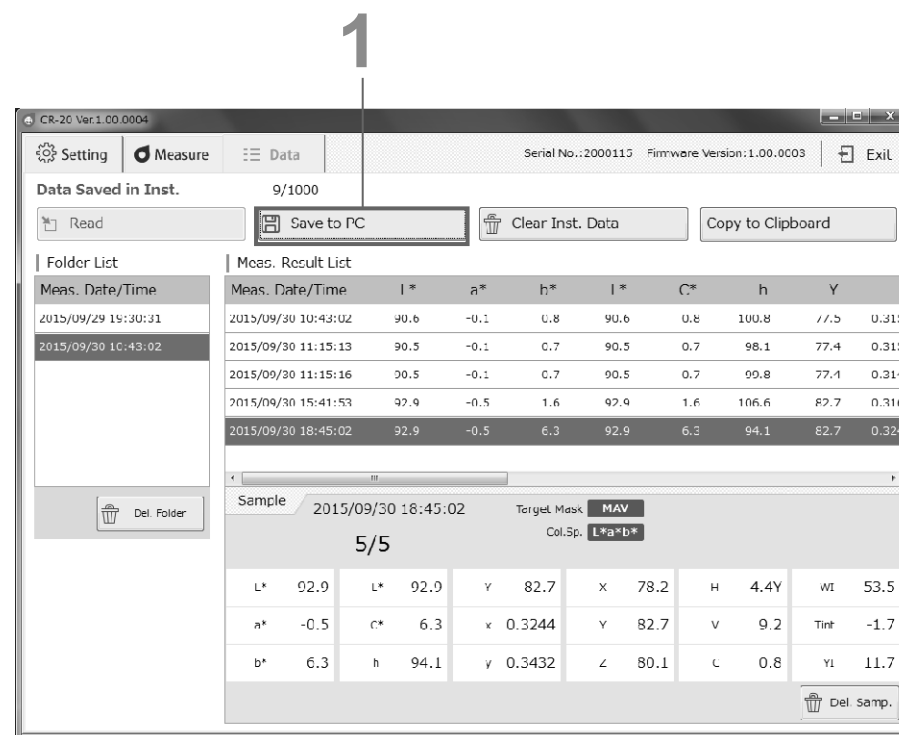 1
CR-20 Ver.1.00.0004
Setting Measure Data Serial No.:2000115 Firmware Version:1.00.0003 Exit
Data Saved in Inst. 9/1000
Read Save to PC Clear Inst. Data Copy to Clipboard
Folder List Meas. Result List
Meas. Date/Time Meas. Date/Time L* a* b* L* C* h Y
2015/09/29 19:30:31 2015/09/30 10:43:02 90.6 -0.1 0.8 90.6 0.8 100.8 77.5 0.315
2015/09/30 10:43:02 2015/09/30 11:15:13 90.5 -0.1 0.7 90.5 0.7 98.1 77.4 0.315
2015/09/30 11:15:16 90.5 -0.1 0.7 90.5 0.7 99.8 77.4 0.314
2015/09/30 15:41:53 92.9 -0.5 1.6 92.9 1.6 106.6 82.7 0.316
2015/09/30 18:45:02 92.9 -0.5 6.3 92.9 6.3 94.1 82.7 0.324
Del. Folder
Sample 2015/09/30 18:45:02 Target Mask MAV
5/5 Col.Sp. L*a*b*
L* 92.9 L* 92.9 Y 82.7 X 78.2 H 4.4Y WI 53.5
a* -0.5 C* 6.3 x 0.3244 Y 82.7 V 9.2 Tint -1.7
b* 6.3 h 94.1 y 0.3432 Z 80.1 C 0.8 YI 11.7
Del. Samp.